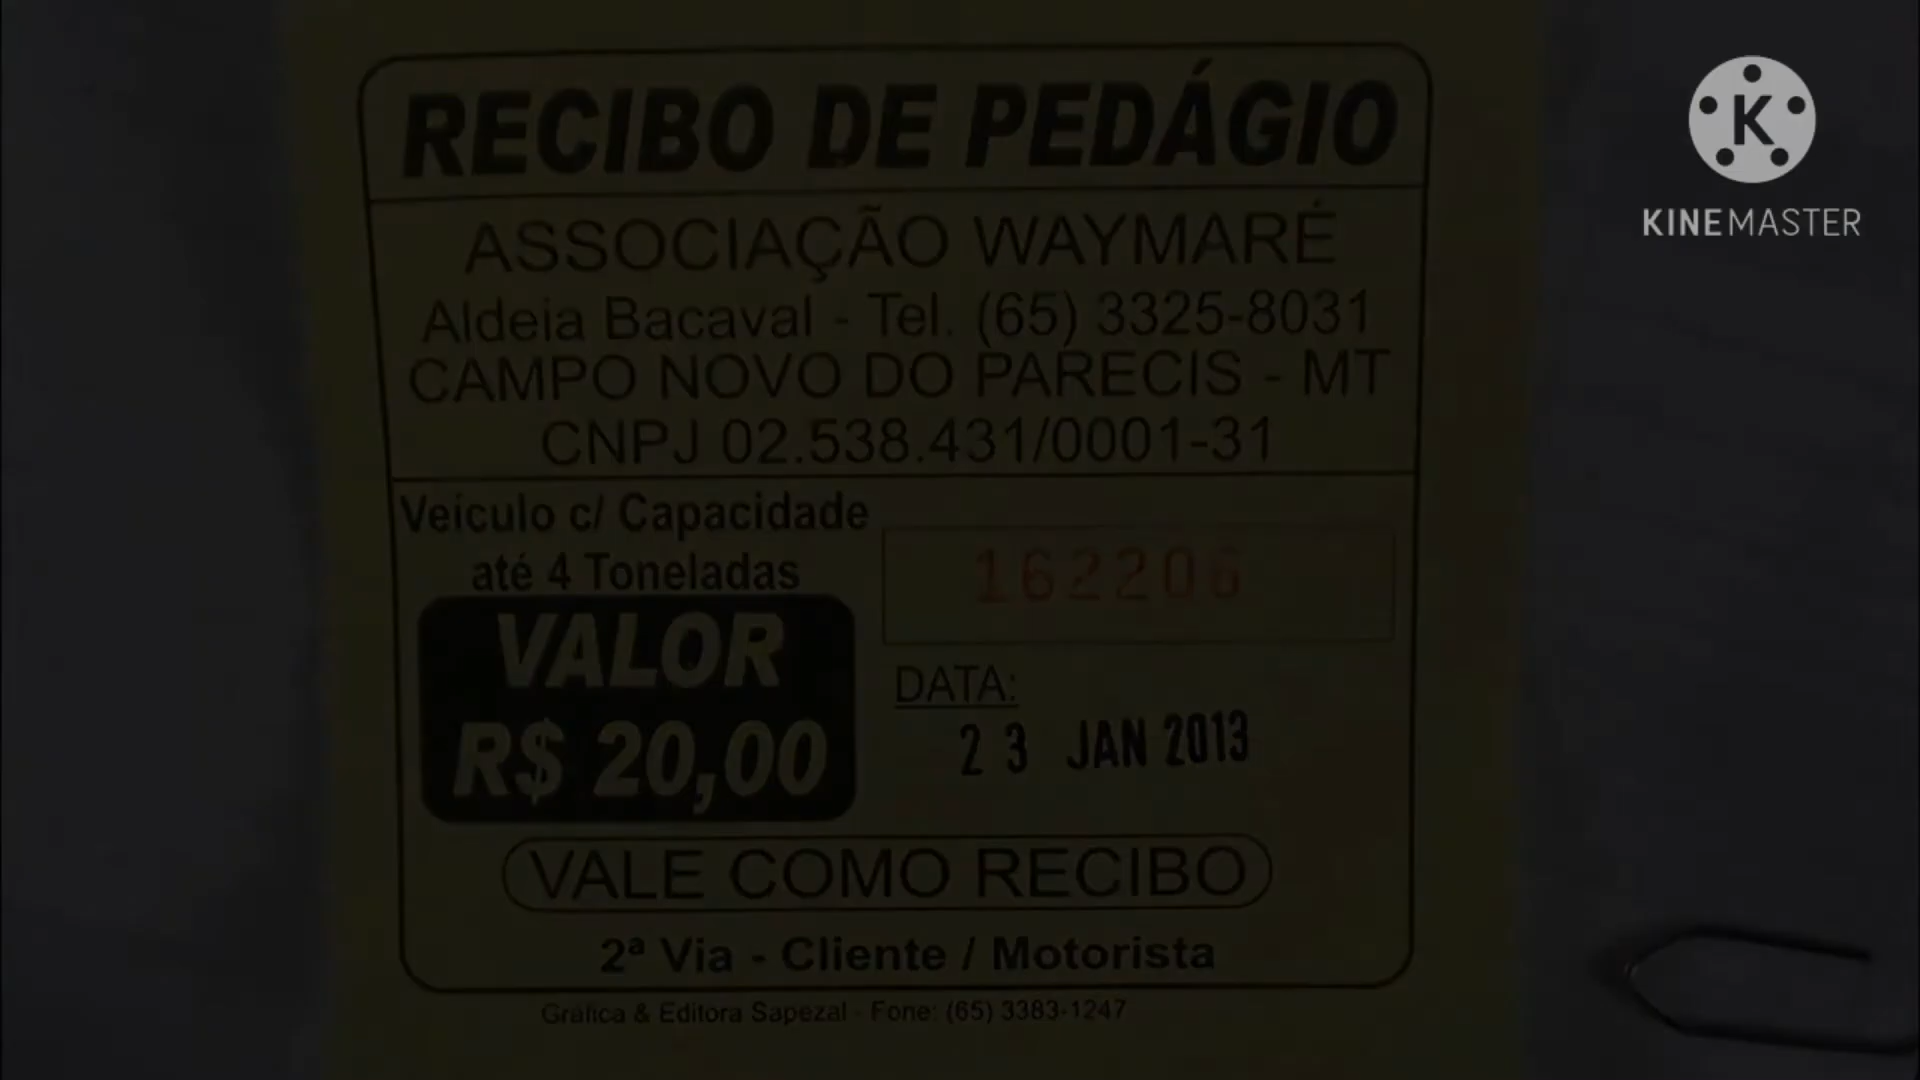 RECIBO DE PEDÁGIO
ASSOCIAÇÃO WAYMARÉ
Aldeia Bacaval - Tel. (65) 3325-8031
CAMPO NOVO DO PARECIS - MT
CNPJ 02.538.431/0001-31
Veiculo c/ Capacidade
até 4 Toneladas
162206
VALOR
R$ 20,00
DATA:
23 JAN 2013
VALE COMO RECIBO
2ª Via - Cliente / Motorista
Gráfica & Editora Sapezal - Fone: (65) 3383-1247
K
KINEMASTER